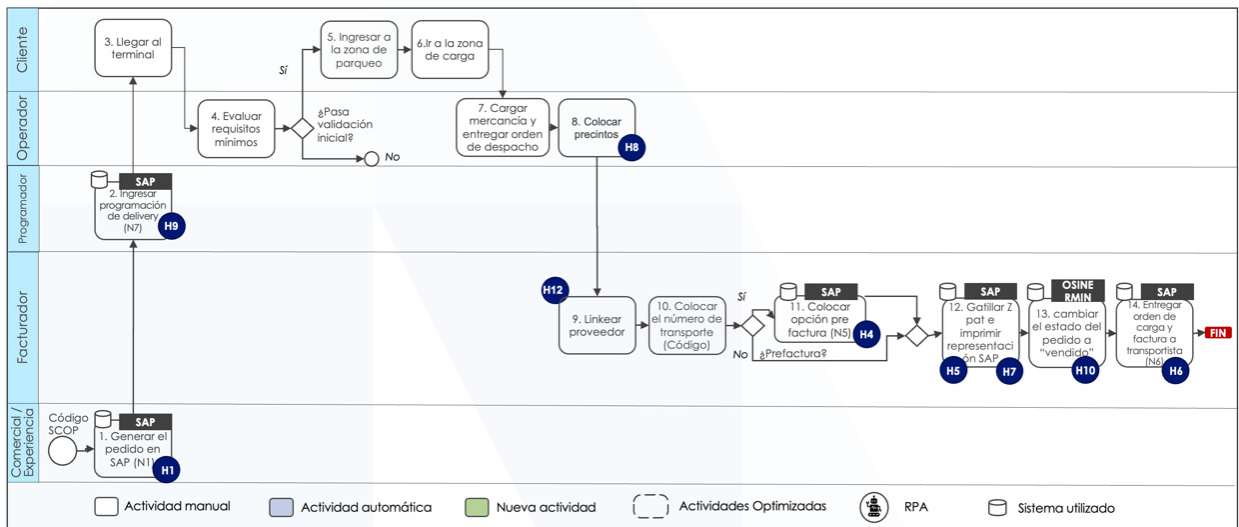 Cliente
3. Llegar al
terminal
5. Ingresar a
la zona de
parqueo
6.Ir a la zona
de carga
Sí
Operador
4. Evaluar
requisitos
mínimos
¿Pasa
validación
inicial?
No
7. Cargar
mercancía y
entregar orden
de despacho
8. Colocar
precintos
H8
Programador
SAP
2. Ingresar
programación
de delivery
(N7)
H9
Facturador
H12
9. Linkear
proveedor
10. Colocar
el número de
transporte
(Código)
Sí
No
¿Prefactura?
SAP
11. Colocar
opción pre
factura (N5)
H4
SAP
12. Gatillar Z
pat e
imprimir
representaci
ón SAP
H5
H7
OSINE
RMIN
13. cambiar
el estado del
pedido a
“vendido”
H10
SAP
14. Entregar
orden de
carga y
factura a
transportista
(N6)
H6
FIN
Comercial /
Experiencia
Código
SCOP
SAP
1. Generar el
pedido en
SAP (N1)
H1
Actividad manual
Actividad automática
Nueva actividad
Actividades Optimizadas
RPA
Sistema utilizado